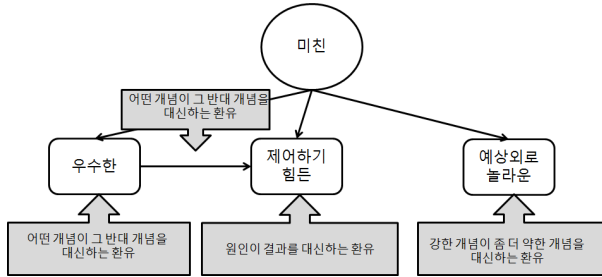 미친
어떤 개념이 그 반대 개념을
대신하는 환유
우수한
제어하기
힘든
예상외로
놀라운
어떤 개념이 그 반대 개념을
대신하는 환유
원인이 결과를 대신하는 환유
강한 개념이 좀 더 약한 개념을
대신하는 환유